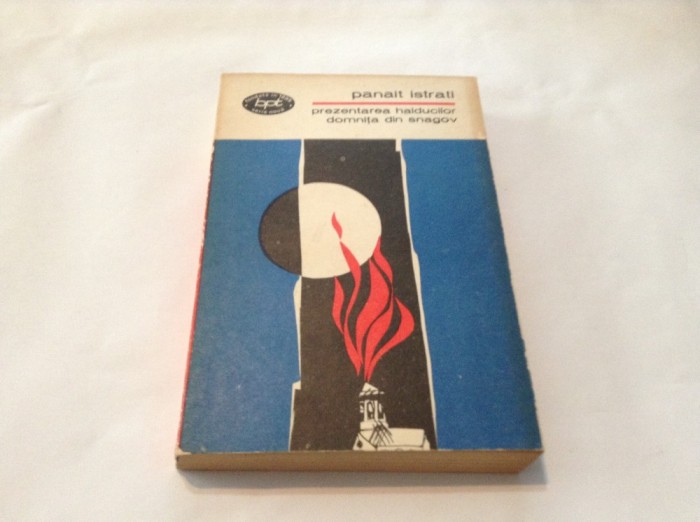 bpt
panait istrati
prezentarea haiducilor
domnița din snagov